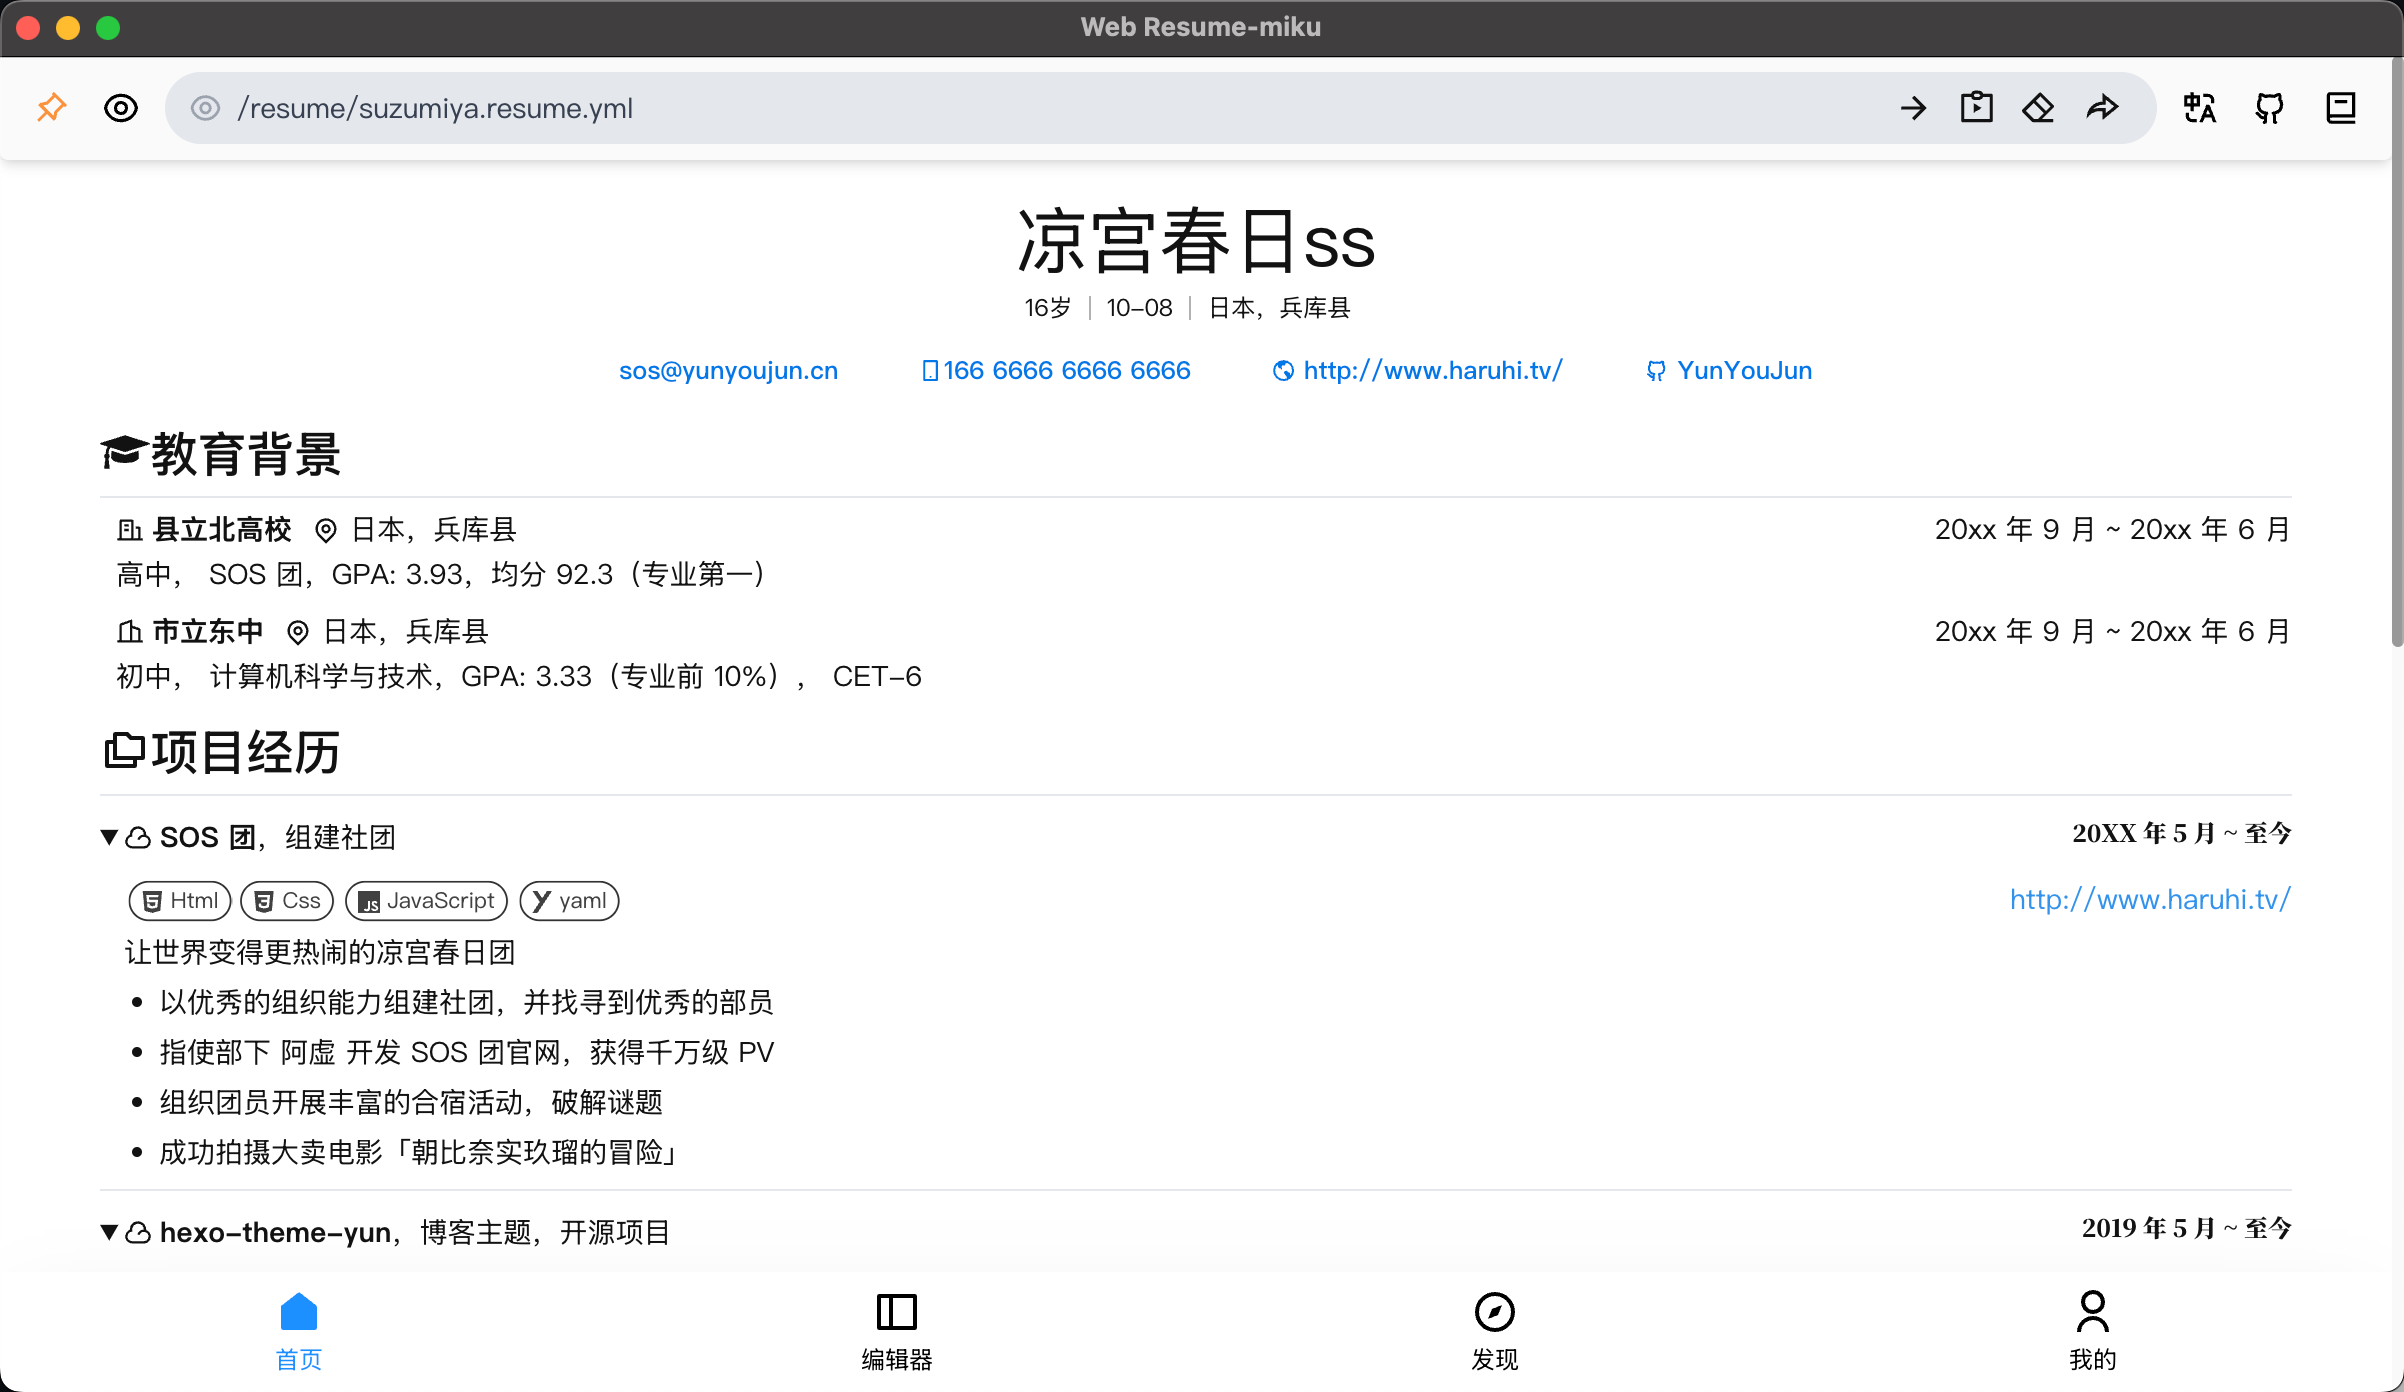 Web Resume-miku
/resume/suzumiya.resume.yml
凉宫春日ss
16岁 | 10-08 | 日本，兵库县
sos@yunyoujun.cn 166 6666 6666 6666 http://www.haruhi.tv/ YunYouJun
教育背景
县立北高校 日本，兵库县 20xx 年 9 月 ~ 20xx 年 6 月
高中， SOS 团，GPA: 3.93，均分 92.3（专业第一）
市立东中 日本，兵库县 20xx 年 9 月 ~ 20xx 年 6 月
初中， 计算机科学与技术，GPA: 3.33（专业前 10%）， CET-6
项目经历
SOS 团，组建社团 20XX 年 5 月 ~ 至今
Html Css JavaScript yaml http://www.haruhi.tv/
让世界变得更热闹的凉宫春日团
• 以优秀的组织能力组建社团，并找寻到优秀的部员
• 指使部下 阿虚 开发 SOS 团官网，获得千万级 PV
• 组织团员开展丰富的合宿活动，破解谜题
• 成功拍摄大卖电影「朝比奈实玖瑠的冒险」
hexo-theme-yun，博客主题，开源项目 2019 年 5 月 ~ 至今
首页 编辑器 发现 我的